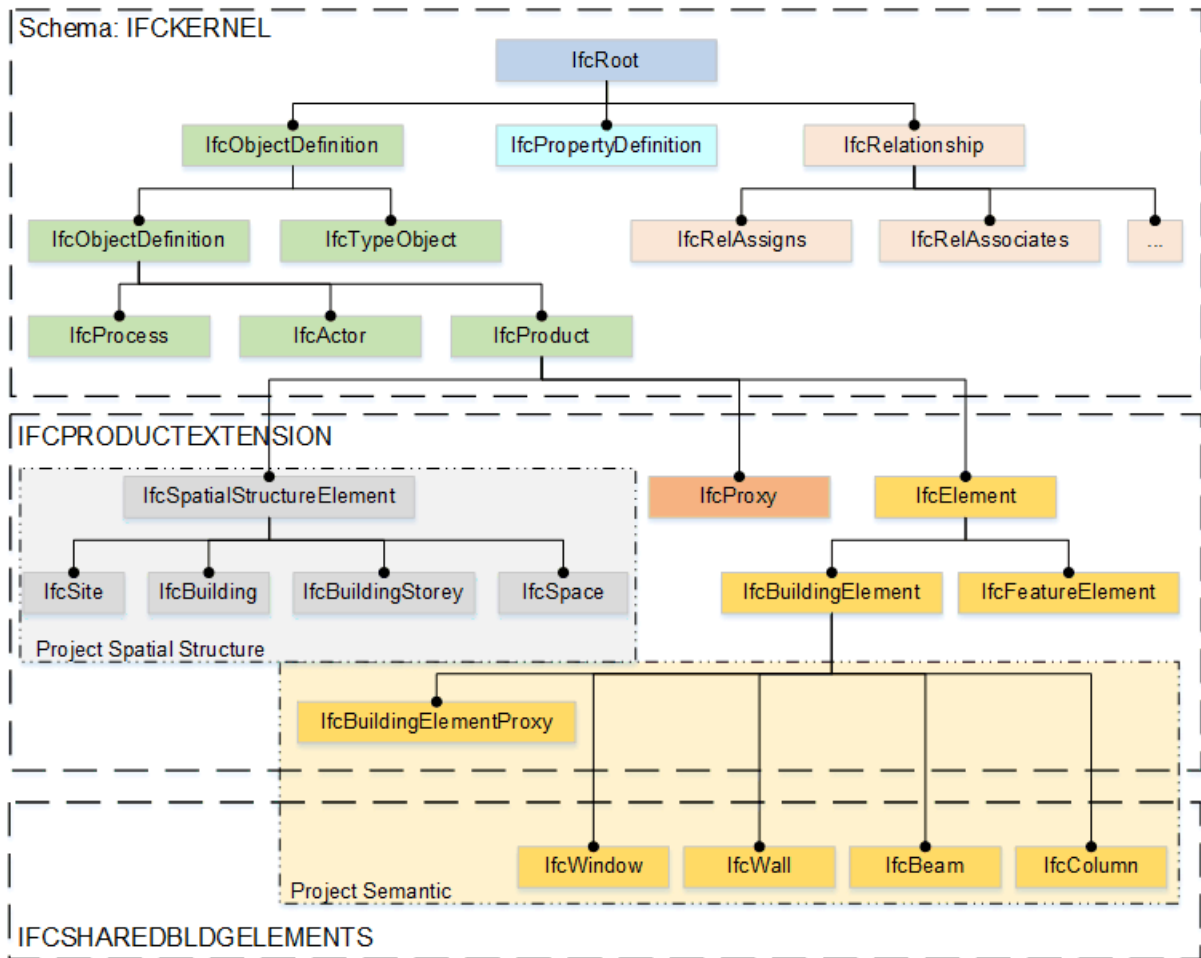 Schema: IFCKERNEL
IfcRoot
IfcObjectDefinition
IfcPropertyDefinition
IfcRelationship
IfcObjectDefinition
IfcTypeObject
IfcRelAssigns
IfcRelAssociates
...
IfcProcess
IfcActor
IfcProduct
IFCPRODUCTEXTENSION
IfcSpatialStructureElement
IfcProxy
IfcElement
IfcSite
IfcBuilding
IfcBuildingStorey
IfcSpace
IfcBuildingElement
IfcFeatureElement
Project Spatial Structure
IfcBuildingElementProxy
IfcWindow
IfcWall
IfcBeam
IfcColumn
Project Semantic
IFCSHAREDBLDGELEMENTS